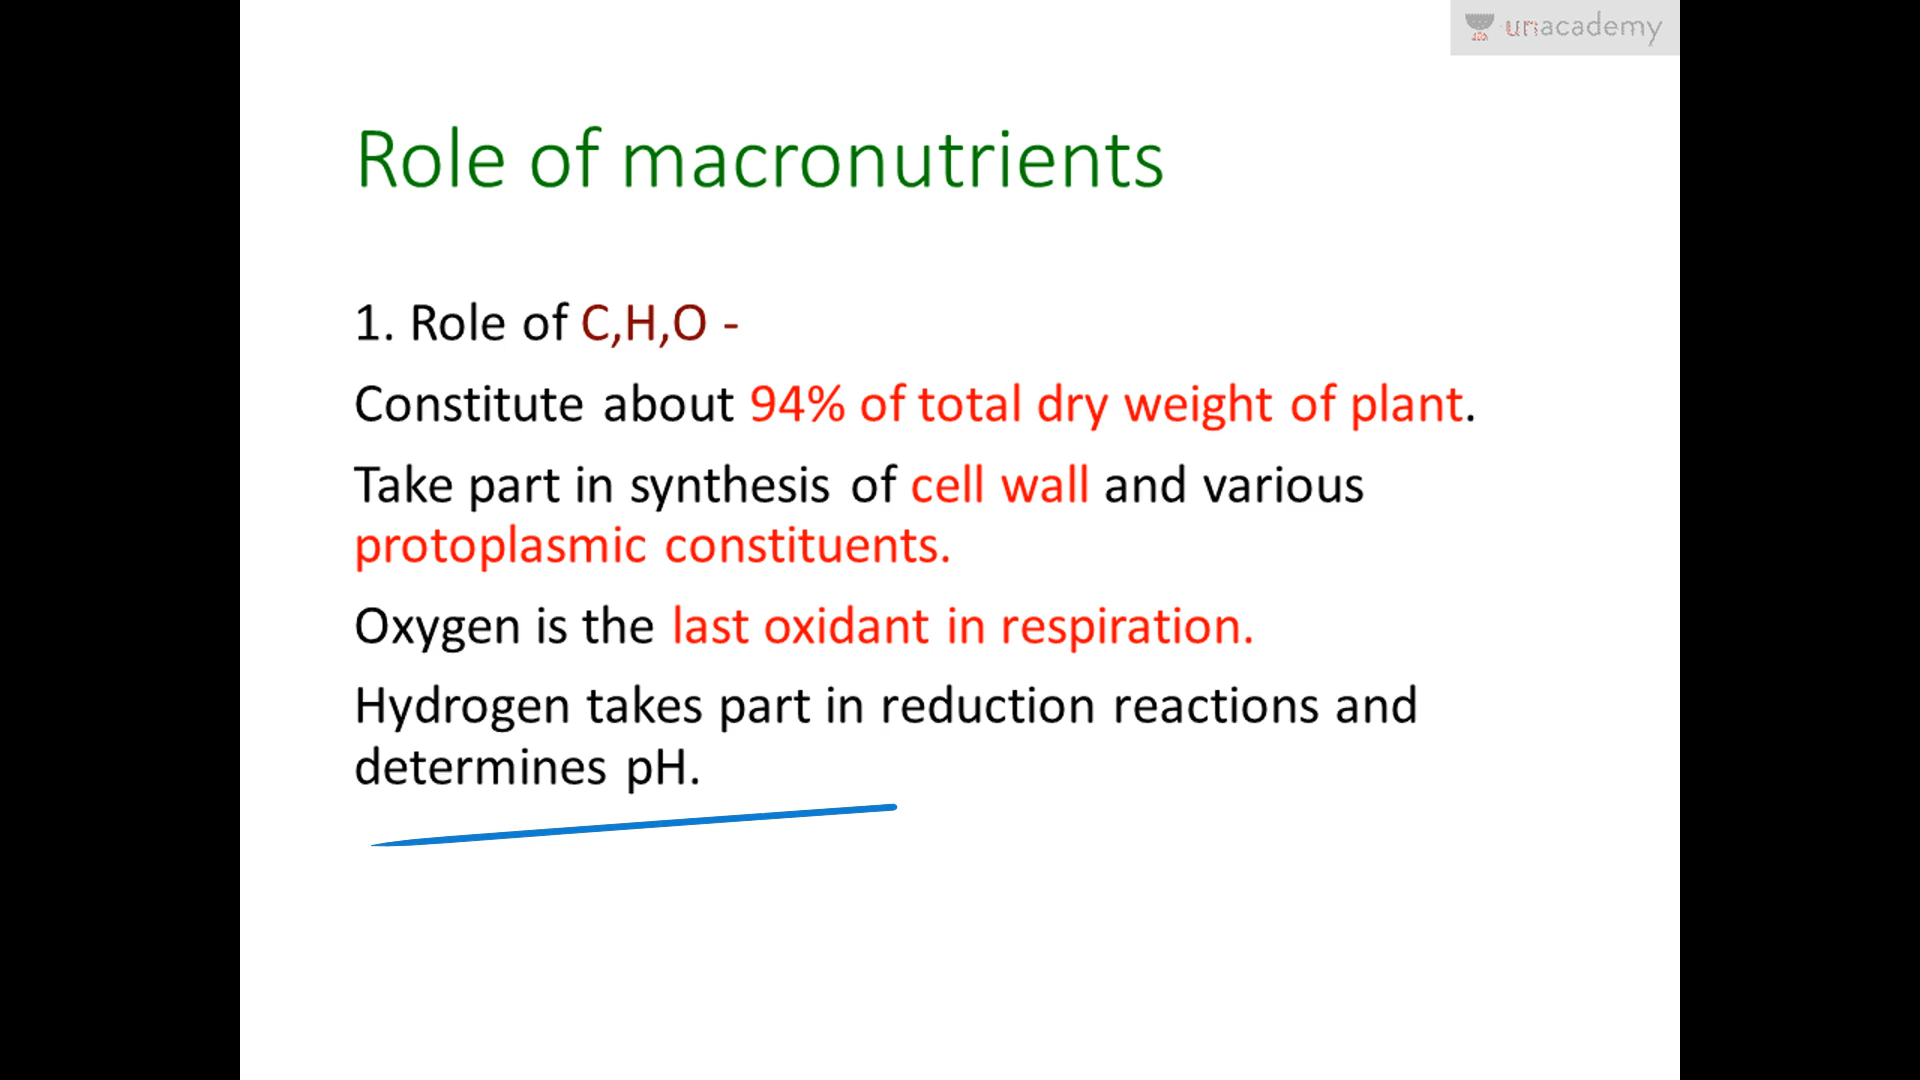 unacademy
Role of macronutrients
1. Role of C,H,O -
Constitute about 94% of total dry weight of plant.
Take part in synthesis of cell wall and various
protoplasmic constituents.
Oxygen is the last oxidant in respiration.
Hydrogen takes part in reduction reactions and
determines pH.